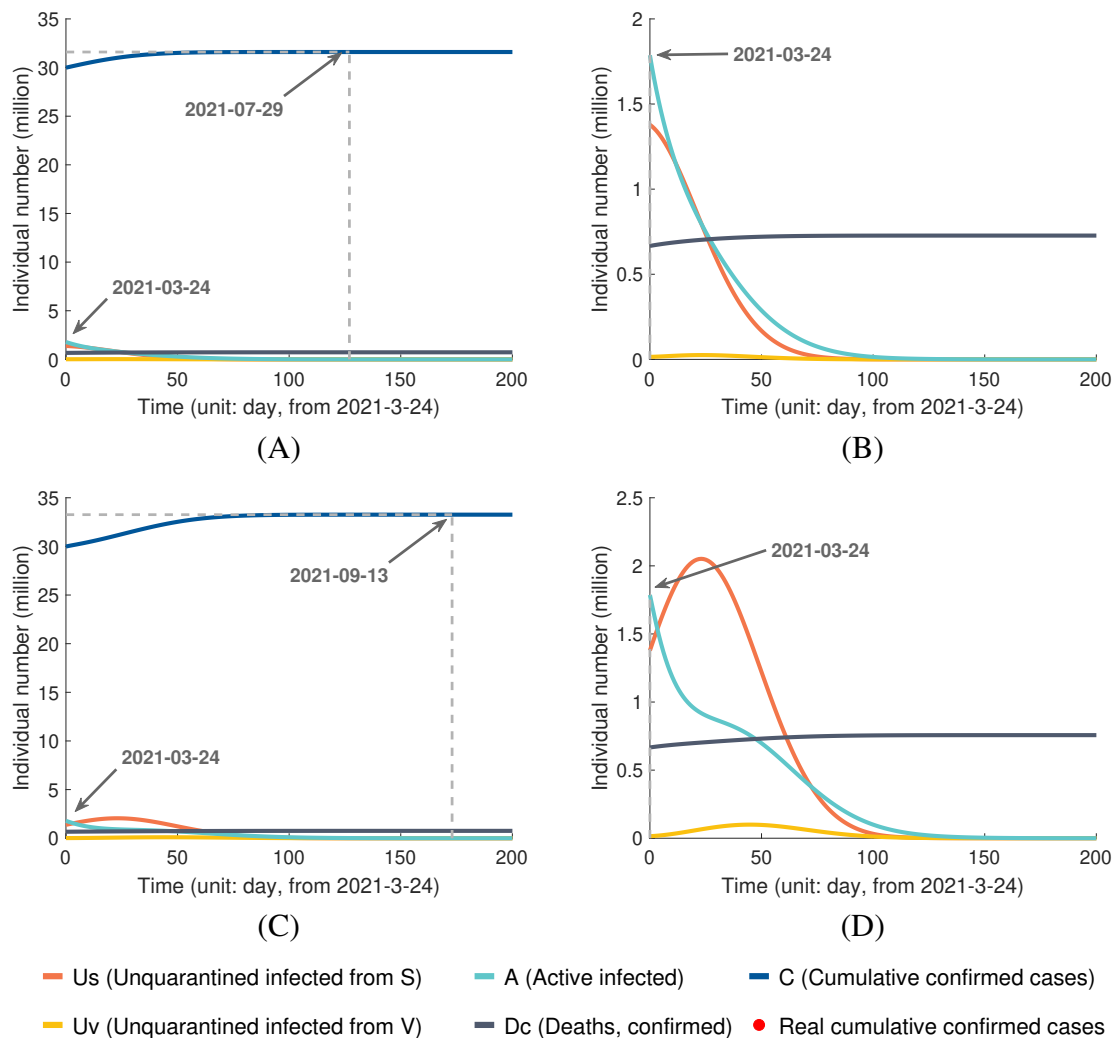 Individual number (million)
35
30
25
20
15
10
5
0
2021-07-29
2021-03-24
0 50 100 150 200
Time (unit: day, from 2021-3-24)
(A)
Individual number (million)
2
1.5
1
0.5
0
2021-03-24
0 50 100 150 200
Time (unit: day, from 2021-3-24)
(B)
Individual number (million)
35
30
25
20
15
10
5
0
2021-09-13
2021-03-24
0 50 100 150 200
Time (unit: day, from 2021-3-24)
(C)
Individual number (million)
2.5
2
1.5
1
0.5
0
2021-03-24
0 50 100 150 200
Time (unit: day, from 2021-3-24)
(D)
Us (Unquarantined infected from S)
A (Active infected)
C (Cumulative confirmed cases)
Uv (Unquarantined infected from V)
Dc (Deaths, confirmed)
Real cumulative confirmed cases